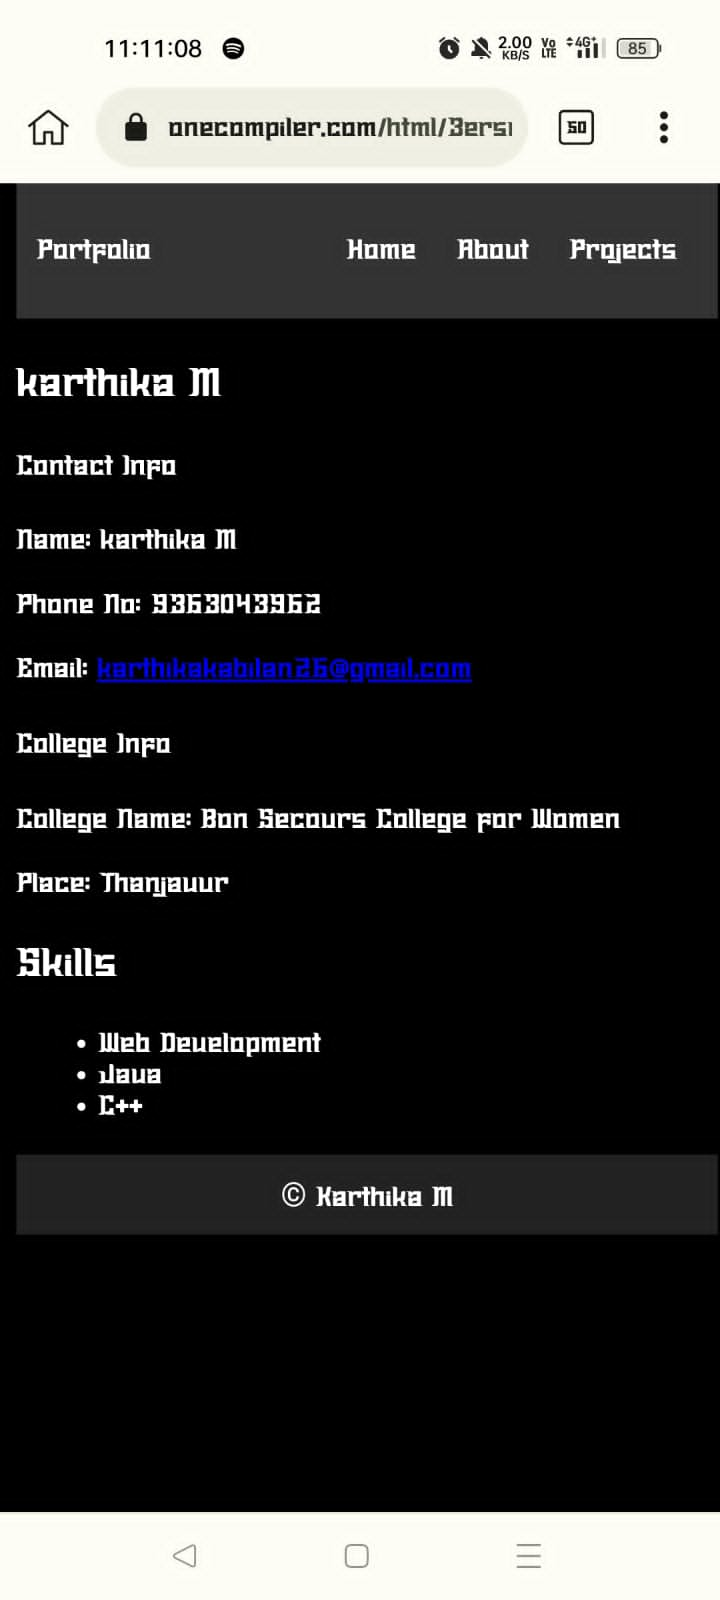 11:11:08 2.00 KB/S Vo LTE 4G+ 85
onecompiler.com/html/3ers
50
Portfolio Home About Projects
karthika M
Contact Info
Name: karthika M
Phone No: 9363043962
Email: karthikakabilan26@gmail.com
College Info
College Name: Bon Secours College for Women
Place: Thanjavur
Skills
• Web Development
• Java
• C++
© Karthika M